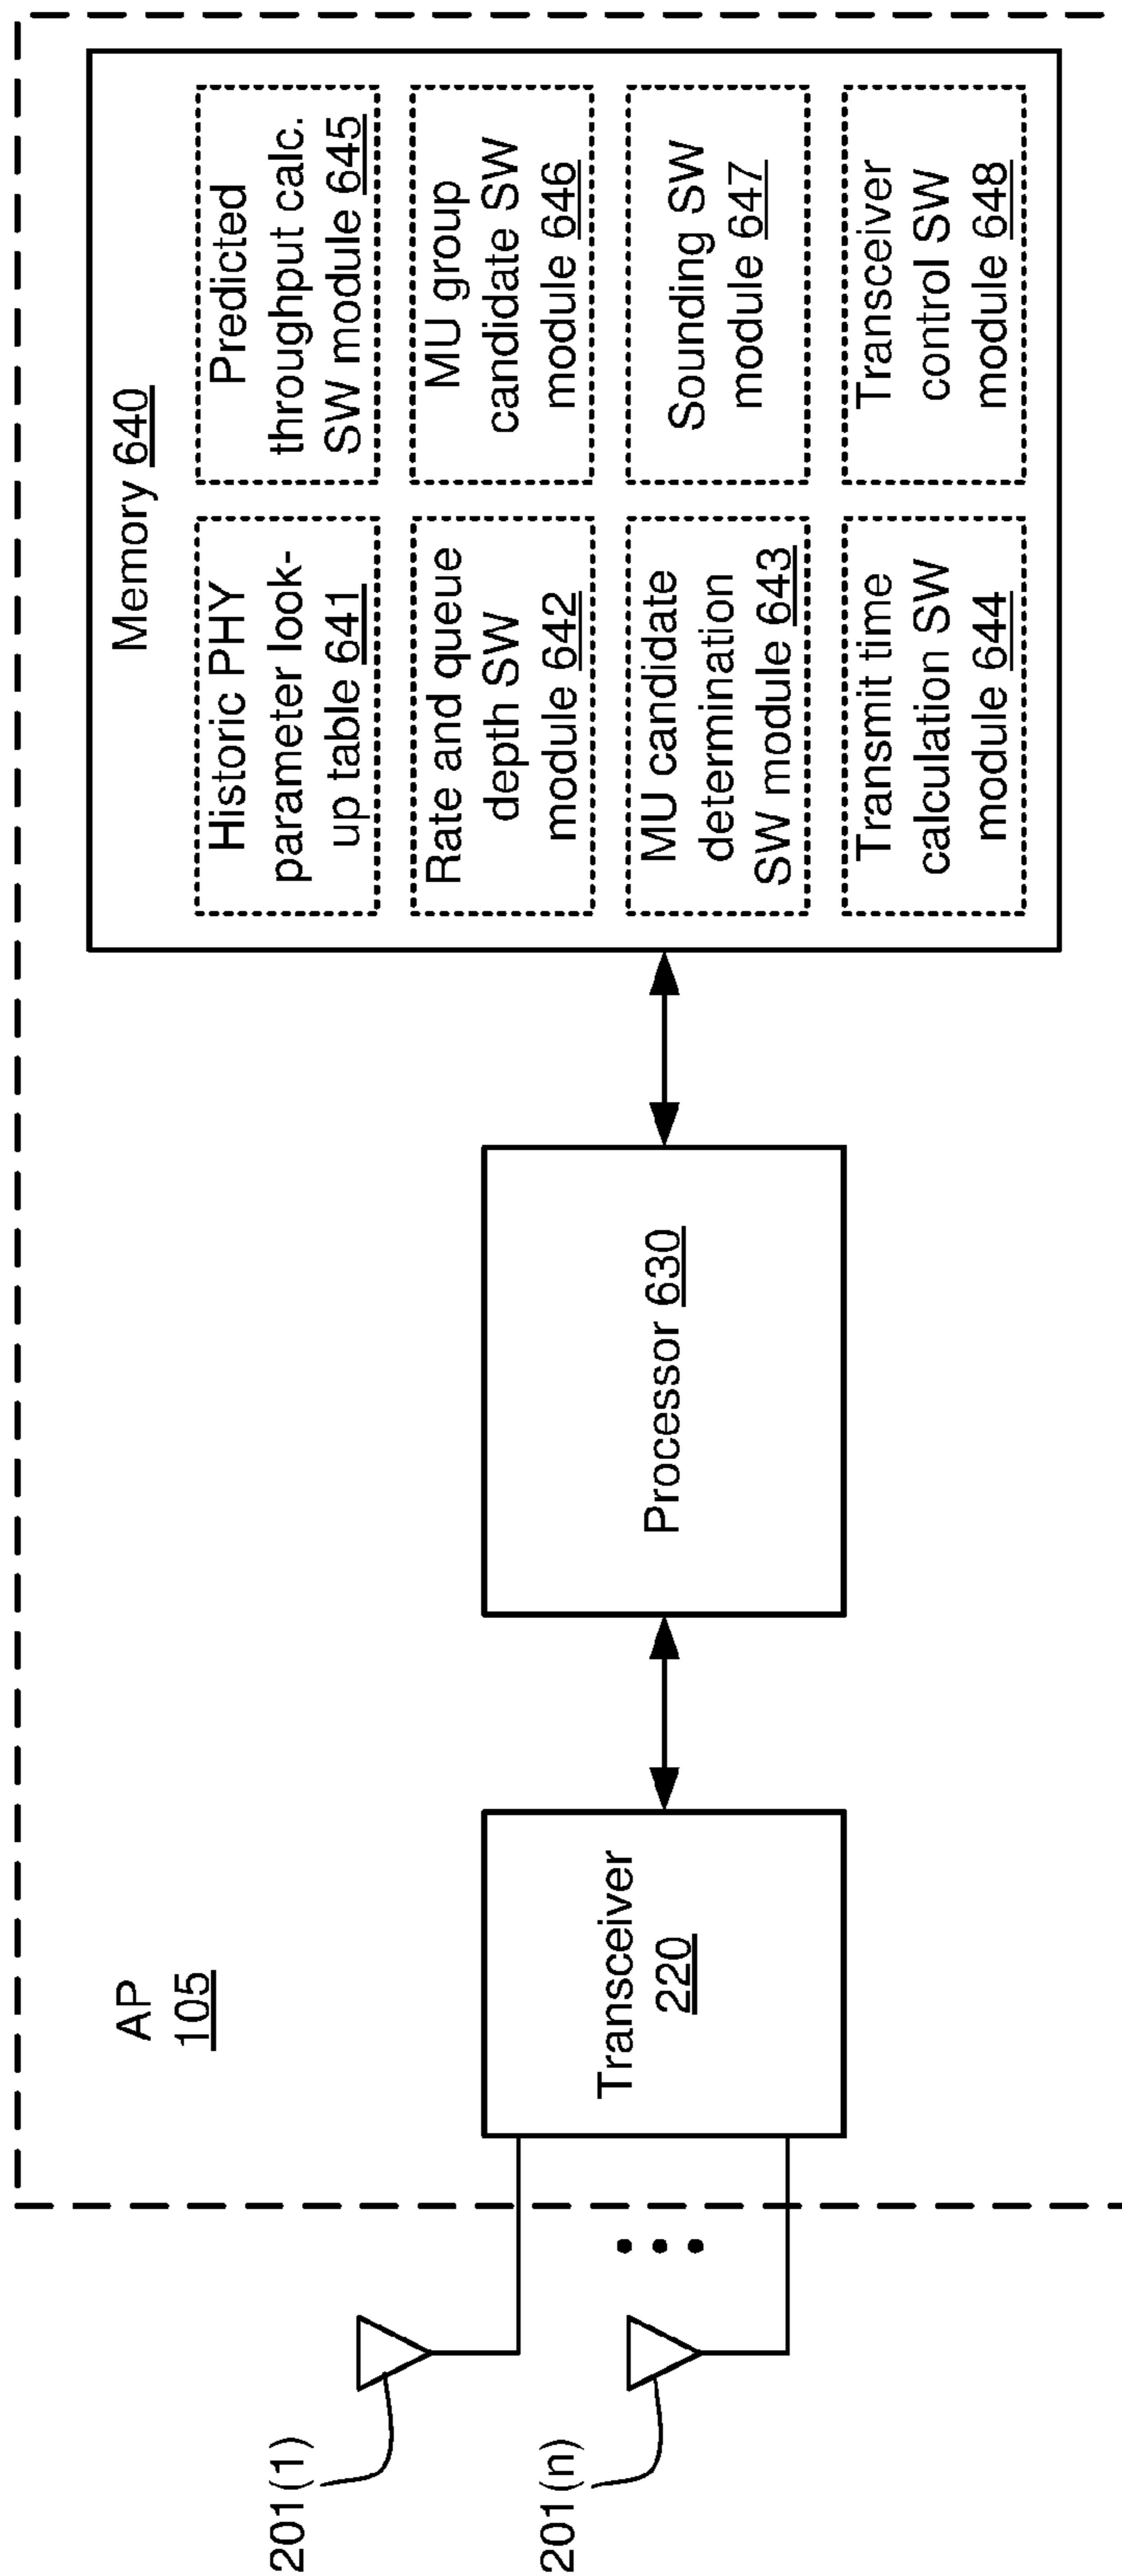 AP
105
201(1)
201(n)
Transceiver
220
Processor 630
Memory 640
Historic PHY
parameter look-
up table 641
Rate and queue
depth SW
module 642
MU candidate
determination
SW module 643
Transmit time
calculation SW
module 644
Predicted
throughput calc.
SW module 645
MU group
candidate SW
module 646
Sounding SW
module 647
Transceiver
control SW
module 648